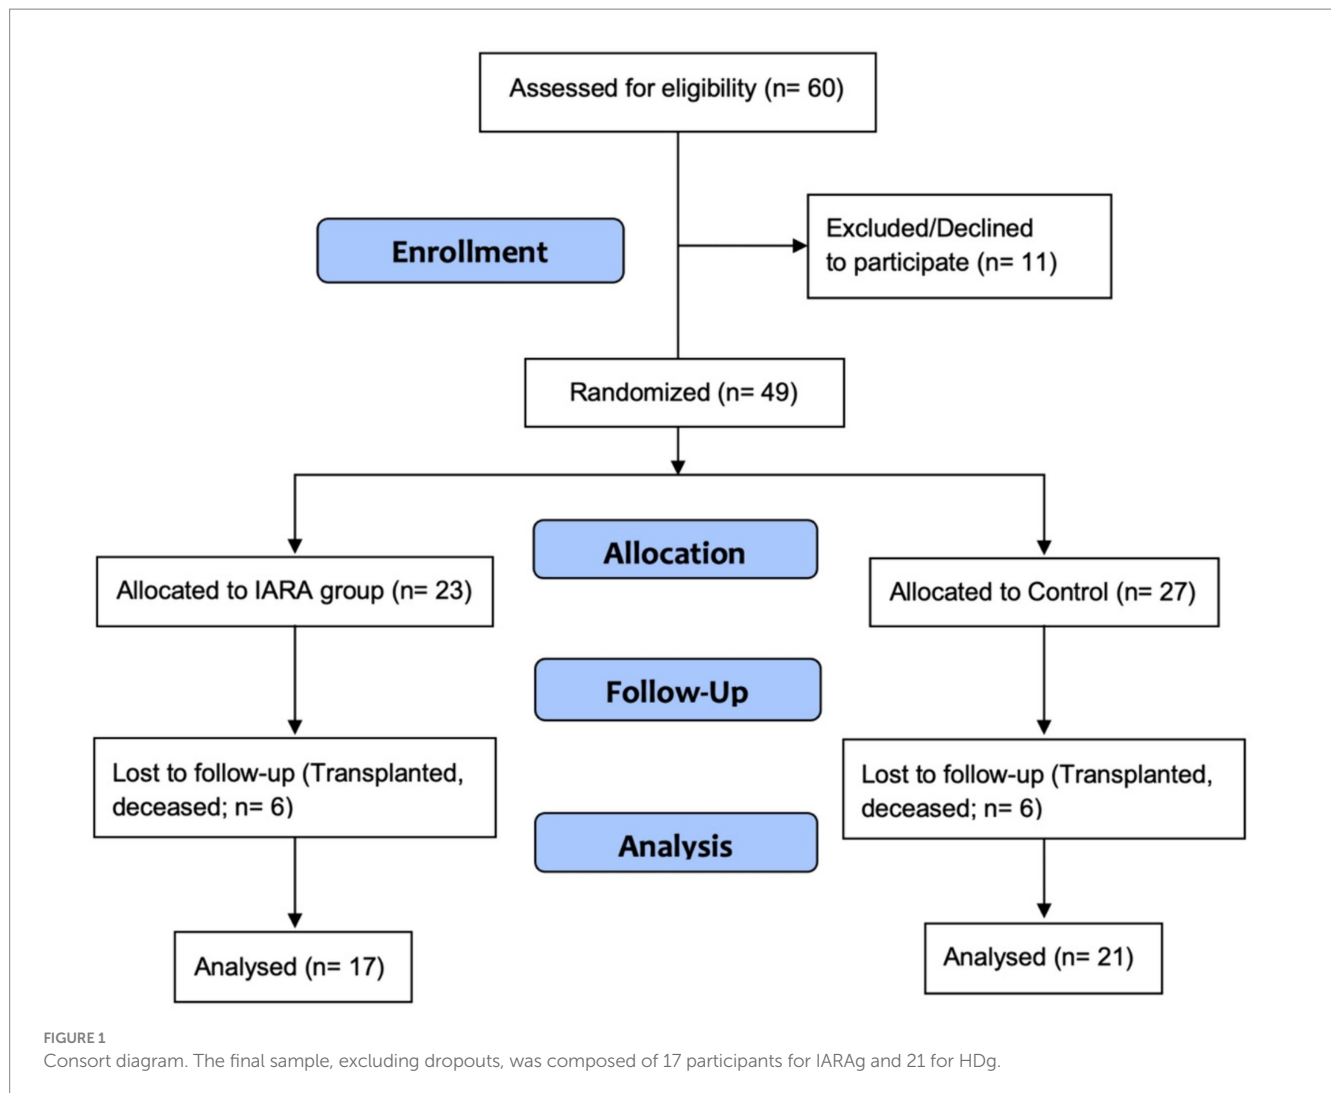 Assessed for eligibility (n= 60)
Enrollment
Excluded/Declined
to participate (n= 11)
Randomized (n= 49)
Allocation
Allocated to IARA group (n= 23)
Allocated to Control (n= 27)
Follow-Up
Lost to follow-up (Transplanted,
deceased; n= 6)
Lost to follow-up (Transplanted,
deceased; n= 6)
Analysis
Analysed (n= 17)
Analysed (n= 21)
FIGURE 1
Consort diagram. The final sample, excluding dropouts, was composed of 17 participants for IARAg and 21 for HDg.